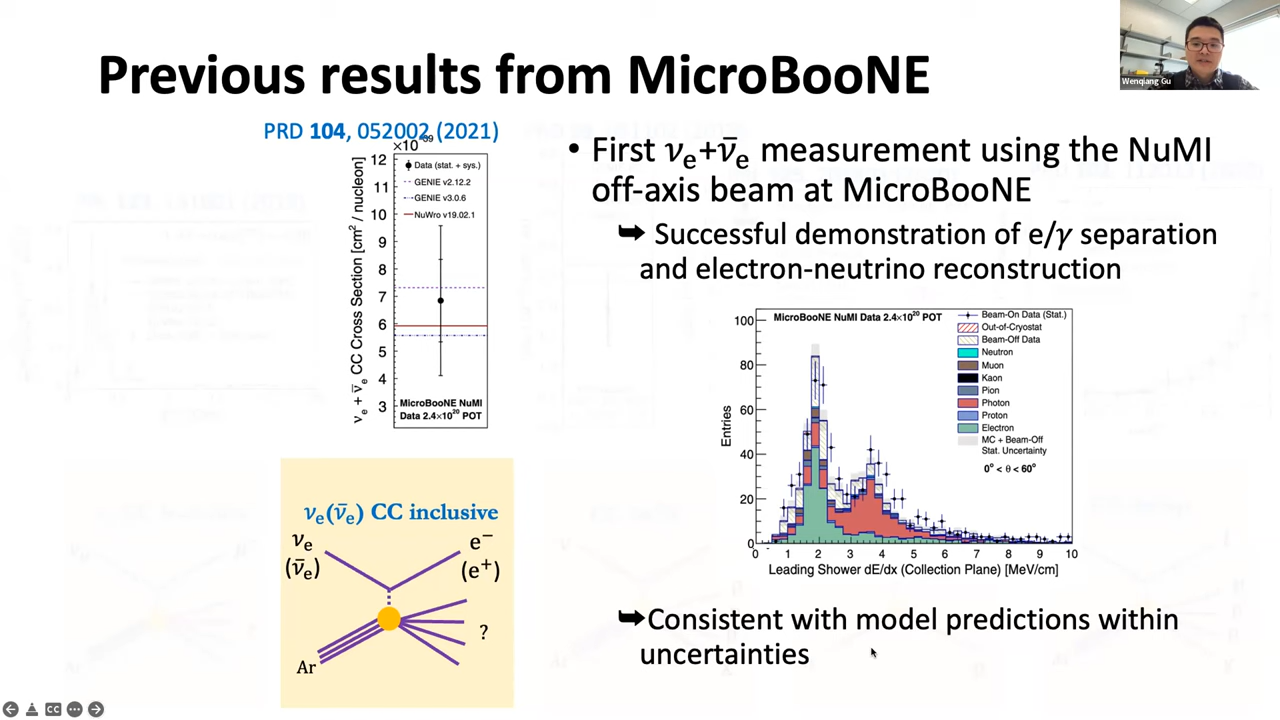 Previous results from MicroBooNE
Wenqiang Gu
PRD 104, 052002 (2021)
×10⁻³⁹
νe + ν̄e CC Cross Section [cm² / nucleon]
12
11
10
9
8
7
6
5
4
3
Data (stat. + sys.)
GENIE v2.12.2
GENIE v3.0.6
NuWro v19.02.1
MicroBooNE NuMI
Data 2.4×10²⁰ POT
• First νe+ν̄e measurement using the NuMI
off-axis beam at MicroBooNE
➥ Successful demonstration of e/γ separation
and electron-neutrino reconstruction
MicroBooNE NuMI Data 2.4×10²⁰ POT
Beam-On Data (Stat.)
Out-of-Cryostat
Beam-Off Data
Neutron
Muon
Kaon
Pion
Photon
Proton
Electron
MC + Beam-Off
Stat. Uncertainty
0° < θ < 60°
Entries
100
80
60
40
20
0
0 1 2 3 4 5 6 7 8 9 10
Leading Shower dE/dx (Collection Plane) [MeV/cm]
νe(ν̄e) CC inclusive
νe
(ν̄e)
e⁻
(e⁺)
?
Ar
➥Consistent with model predictions within
uncertainties
CC